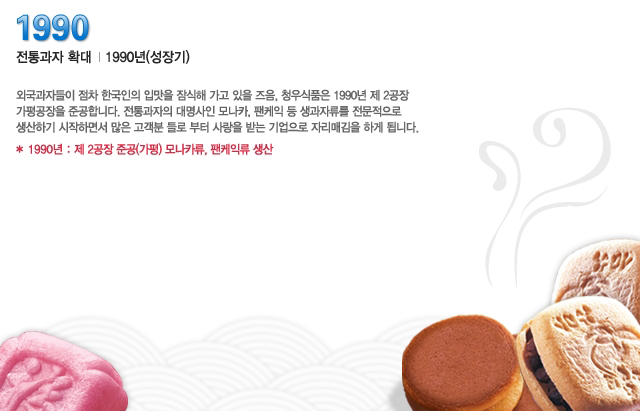 1990
전통과자 확대 | 1990년(성장기)
외국과자들이 점차 한국인의 입맛을 잠식해 가고 있을 즈음, 청우식품은 1990년 제 2공장
가평공장을 준공합니다. 전통과자의 대명사인 모나카, 팬케익 등 생과자류를 전문적으로
생산하기 시작하면서 많은 고객분 들로 부터 사랑을 받는 기업으로 자리매김을 하게 됩니다.
* 1990년 : 제 2공장 준공(가평) 모나카류, 팬케익류 생산